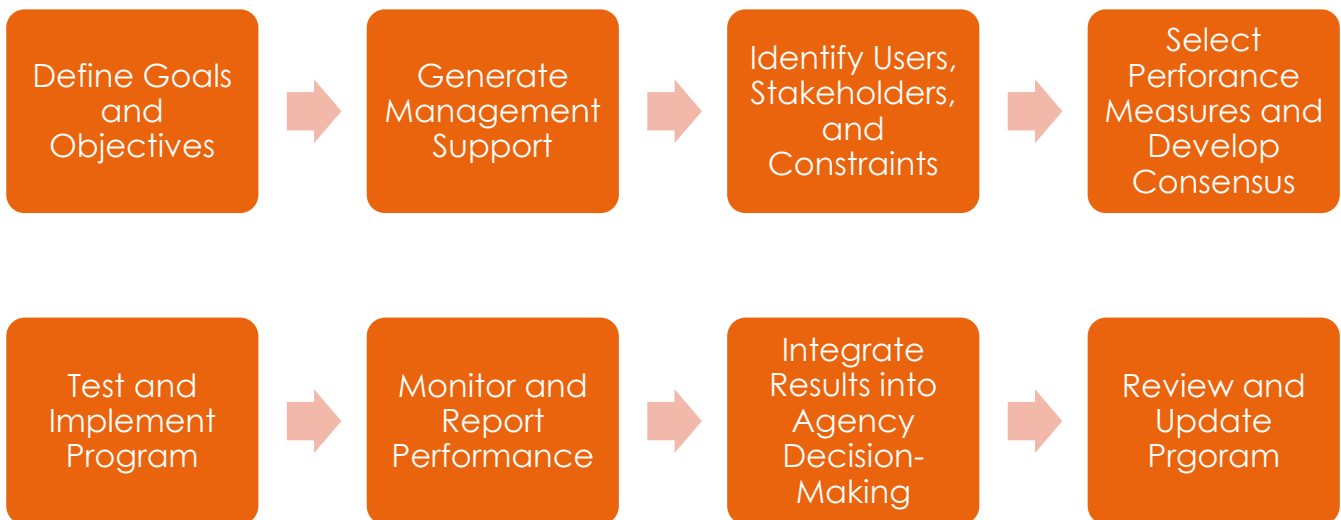 Define Goals
and
Objectives
Generate
Management
Support
Identify Users,
Stakeholders,
and
Constraints
Select
Perforance
Measures and
Develop
Consensus
Test and
Implement
Program
Monitor and
Report
Performance
Integrate
Results into
Agency
Decision-
Making
Review and
Update
Prgoram